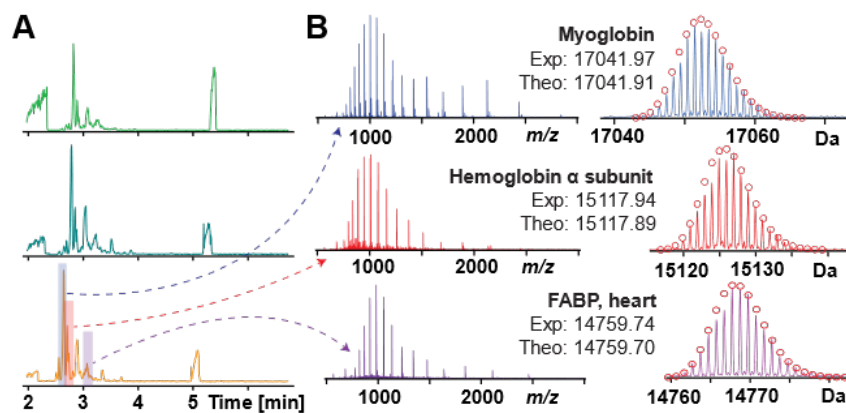 A
B
Myoglobin
Exp: 17041.97
Theo: 17041.91
1000 2000 m/z
17040 17060 Da
Hemoglobin α subunit
Exp: 15117.94
Theo: 15117.89
1000 2000 m/z
15120 15130 Da
FABP, heart
Exp: 14759.74
Theo: 14759.70
2 3 4 5 Time [min]
1000 2000 m/z
14760 14770 Da